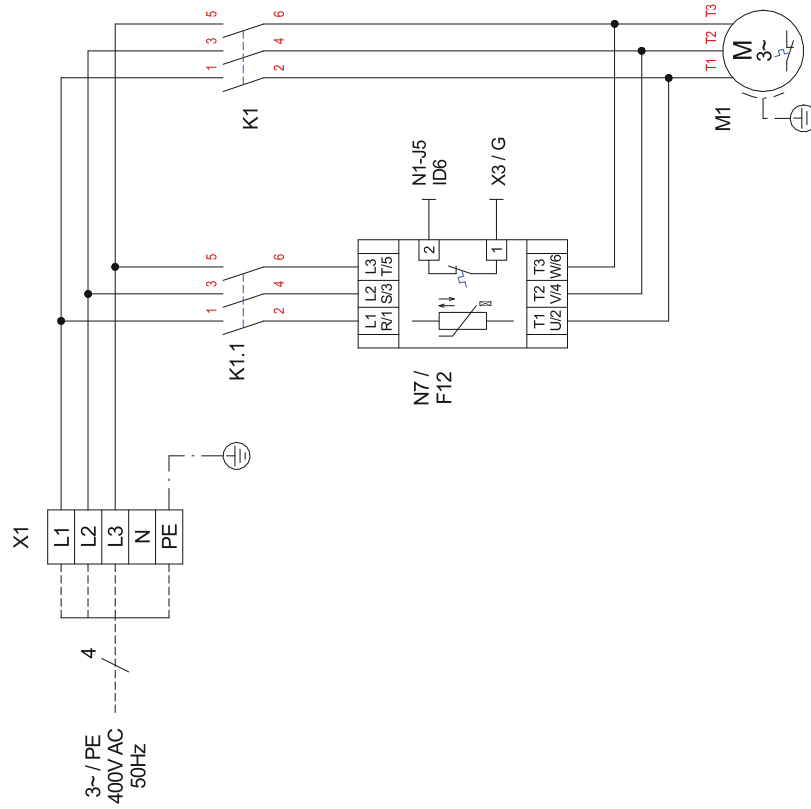 3~ / PE
400V AC
50Hz
4
X1
L1
L2
L3
N
PE
1
3
5
2
4
6
K1.1
1
3
5
2
4
6
K1
N7 /
F12
L1
R/1
L2
S/3
L3
T/5
2
1
N1-J5
ID6
X3 / G
T1
U/2
T2
V/4
T3
W/6
T1
T2
T3
M
3~
M1